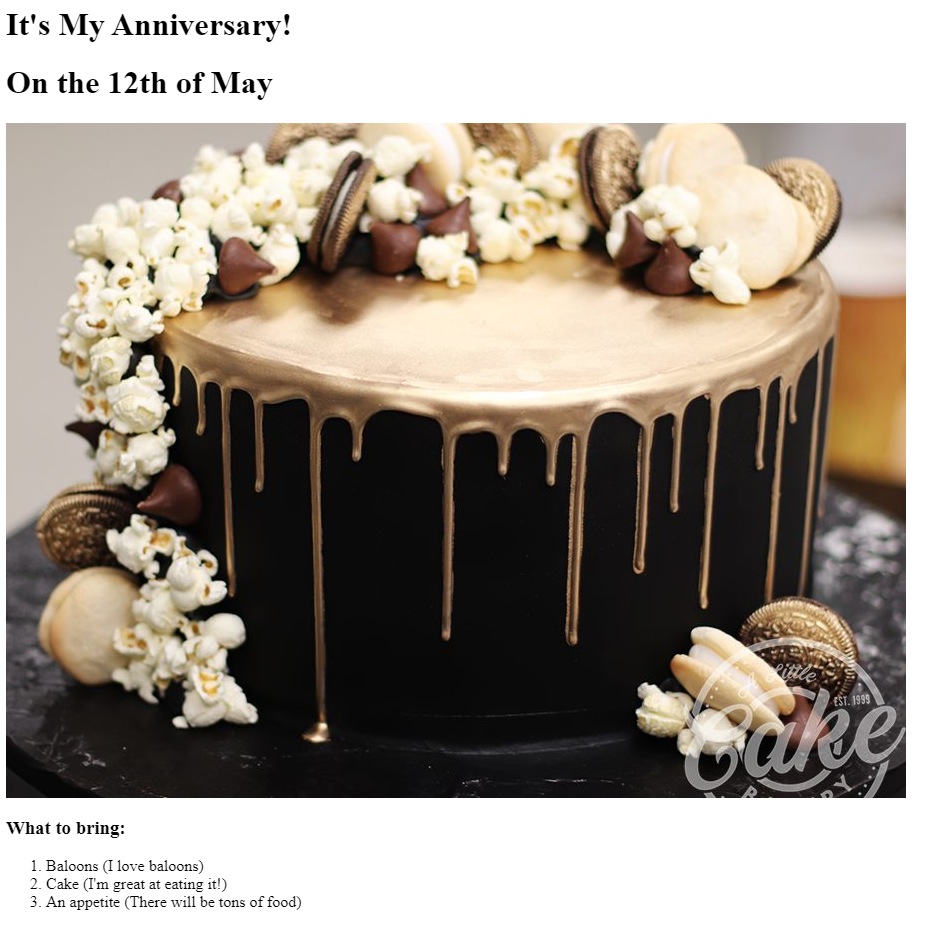 It's My Anniversary!
On the 12th of May
A Little
EST. 1999
Cake
What to bring:
1. Baloons (I love baloons)
2. Cake (I'm great at eating it!)
3. An appetite (There will be tons of food)